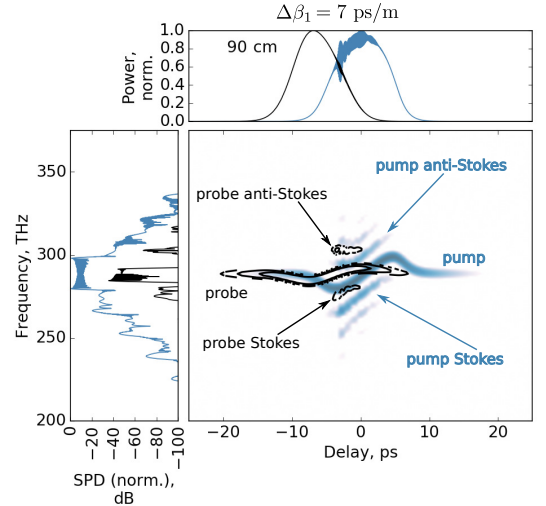 Δβ₁ = 7 ps/m
Power,
norm.
1.0
0.8
0.6
0.4
0.2
0.0
90 cm
Frequency, THz
350
300
250
200
pump anti-Stokes
probe anti-Stokes
pump
probe
probe Stokes
pump Stokes
0
−20
−40
−60
−80
−100
SPD (norm.),
dB
−20
−10
0
10
20
Delay, ps